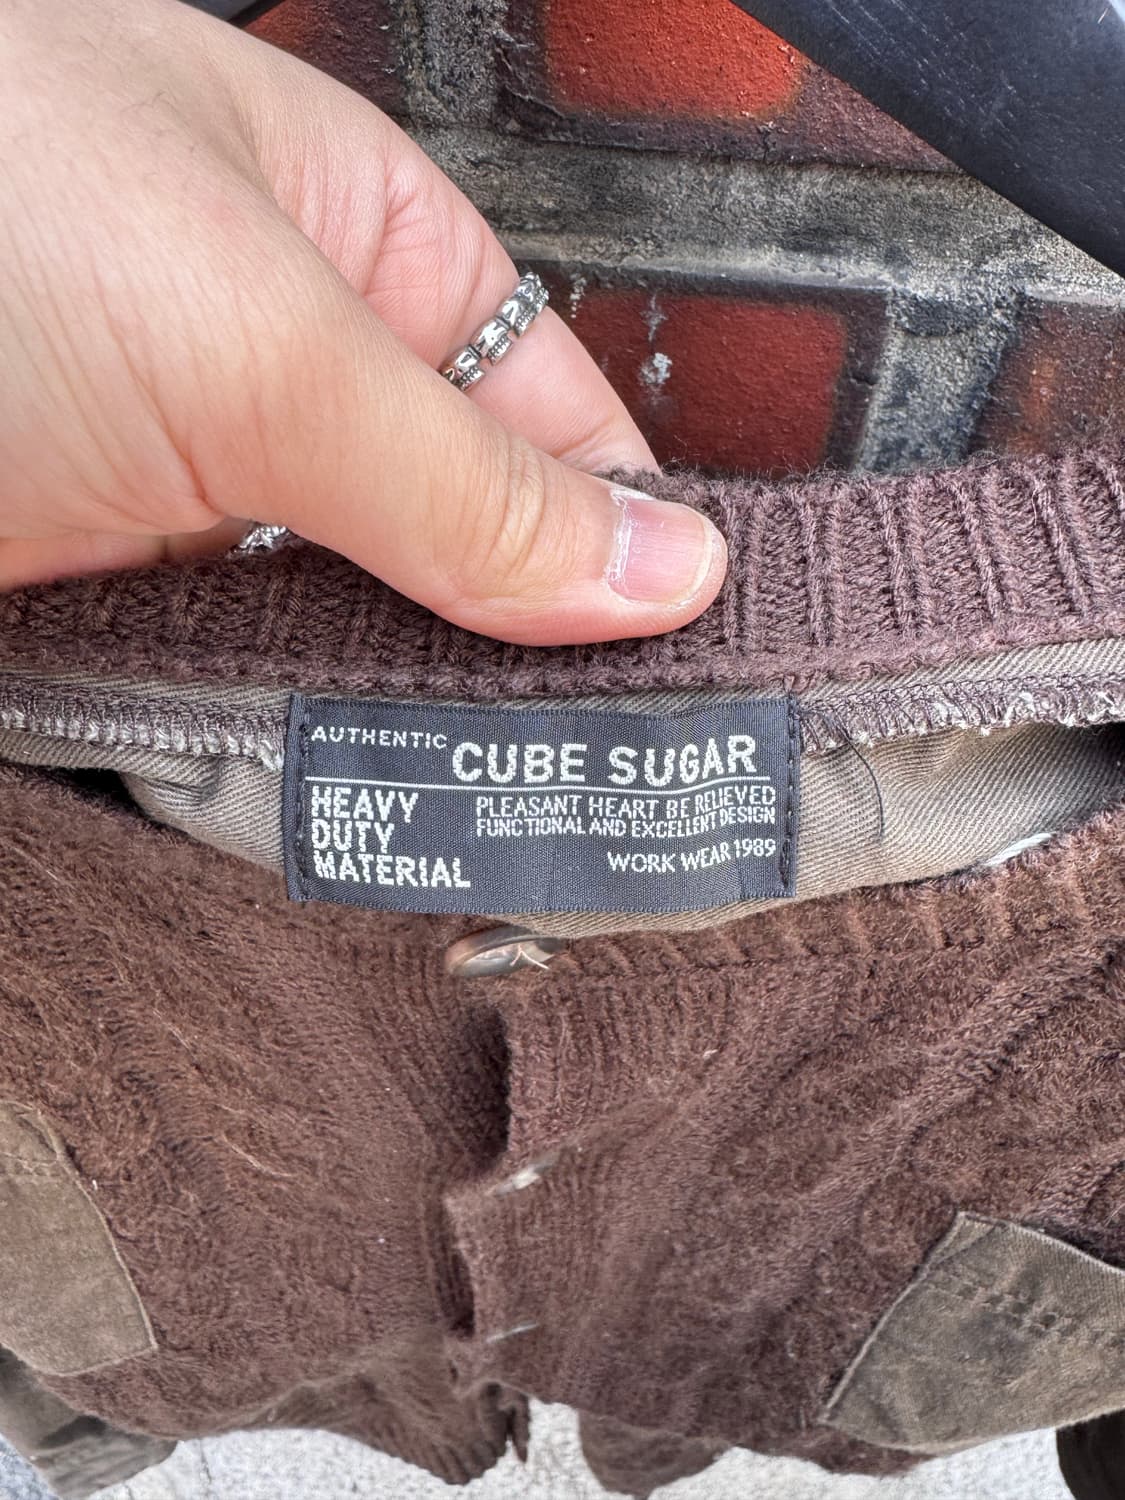 AUTHENTIC CUBE SUGAR
HEAVY
DUTY
MATERIAL
PLEASANT HEART BE RELIEVED
FUNCTIONAL AND EXCELLENT DESIGN
WORK WEAR 1989